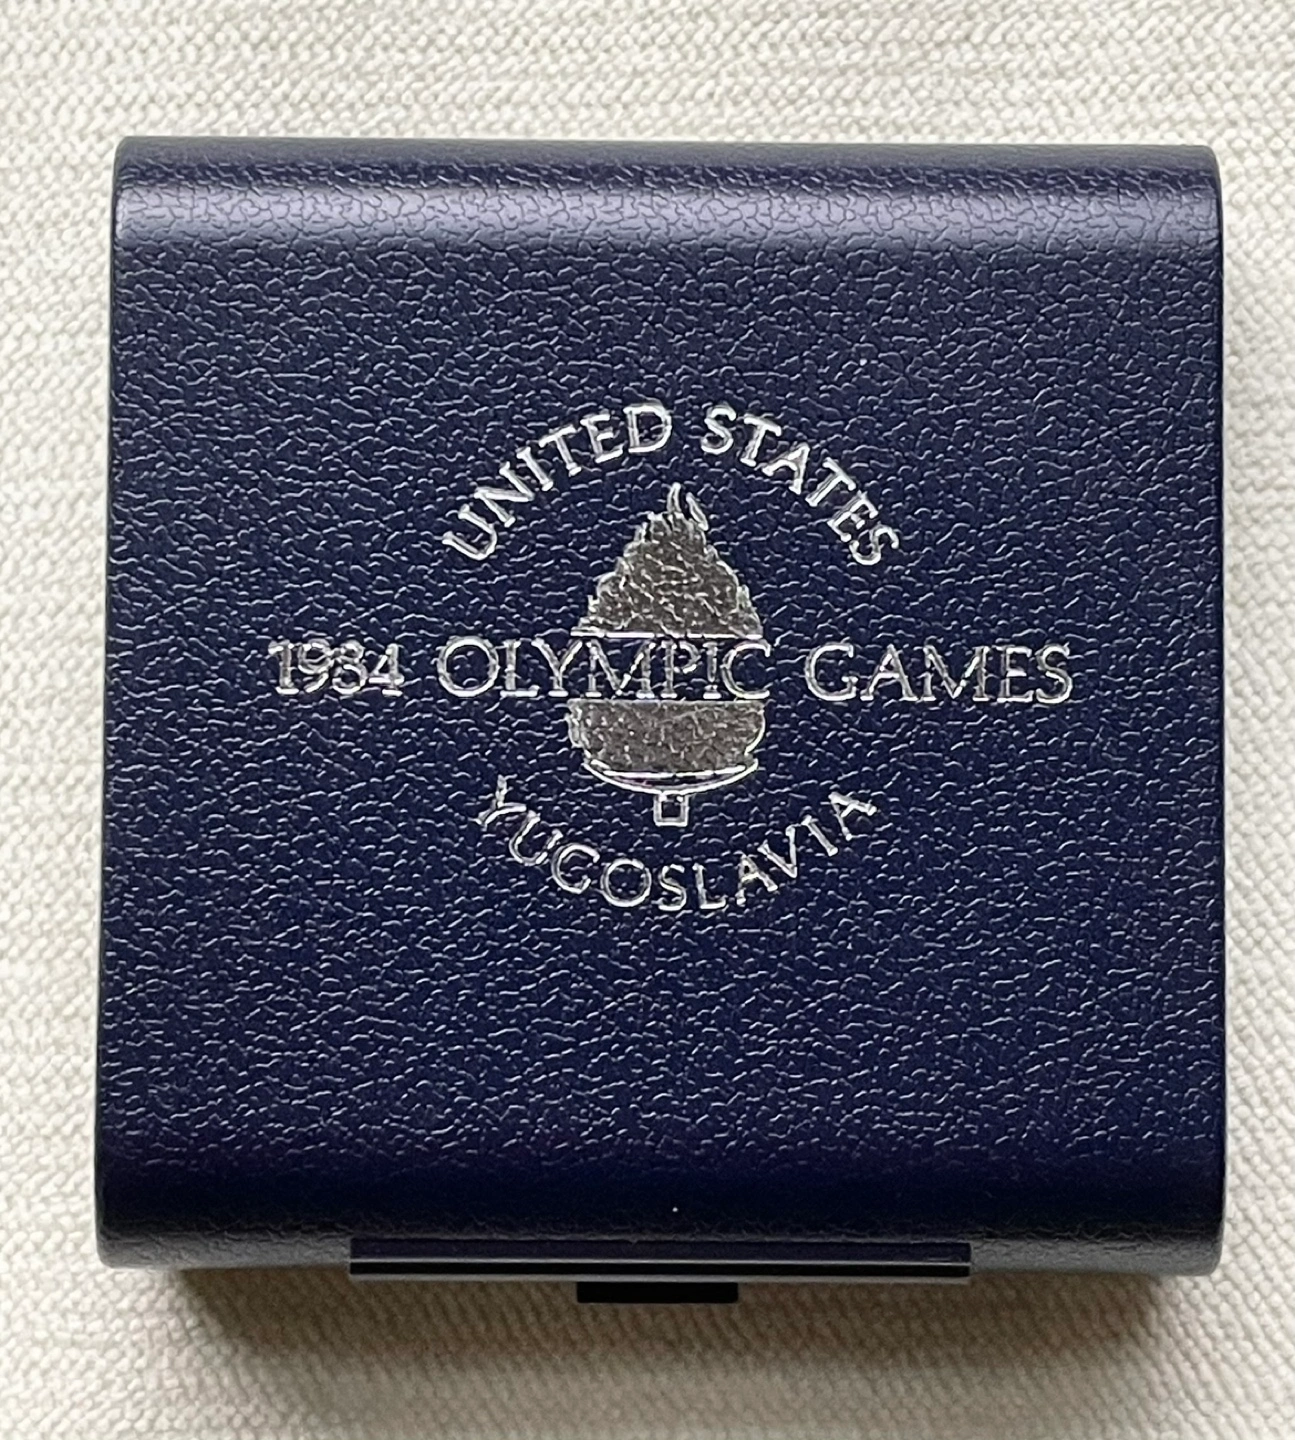 UNITED STATES
1984 OLYMPIC GAMES
YUGOSLAVIA